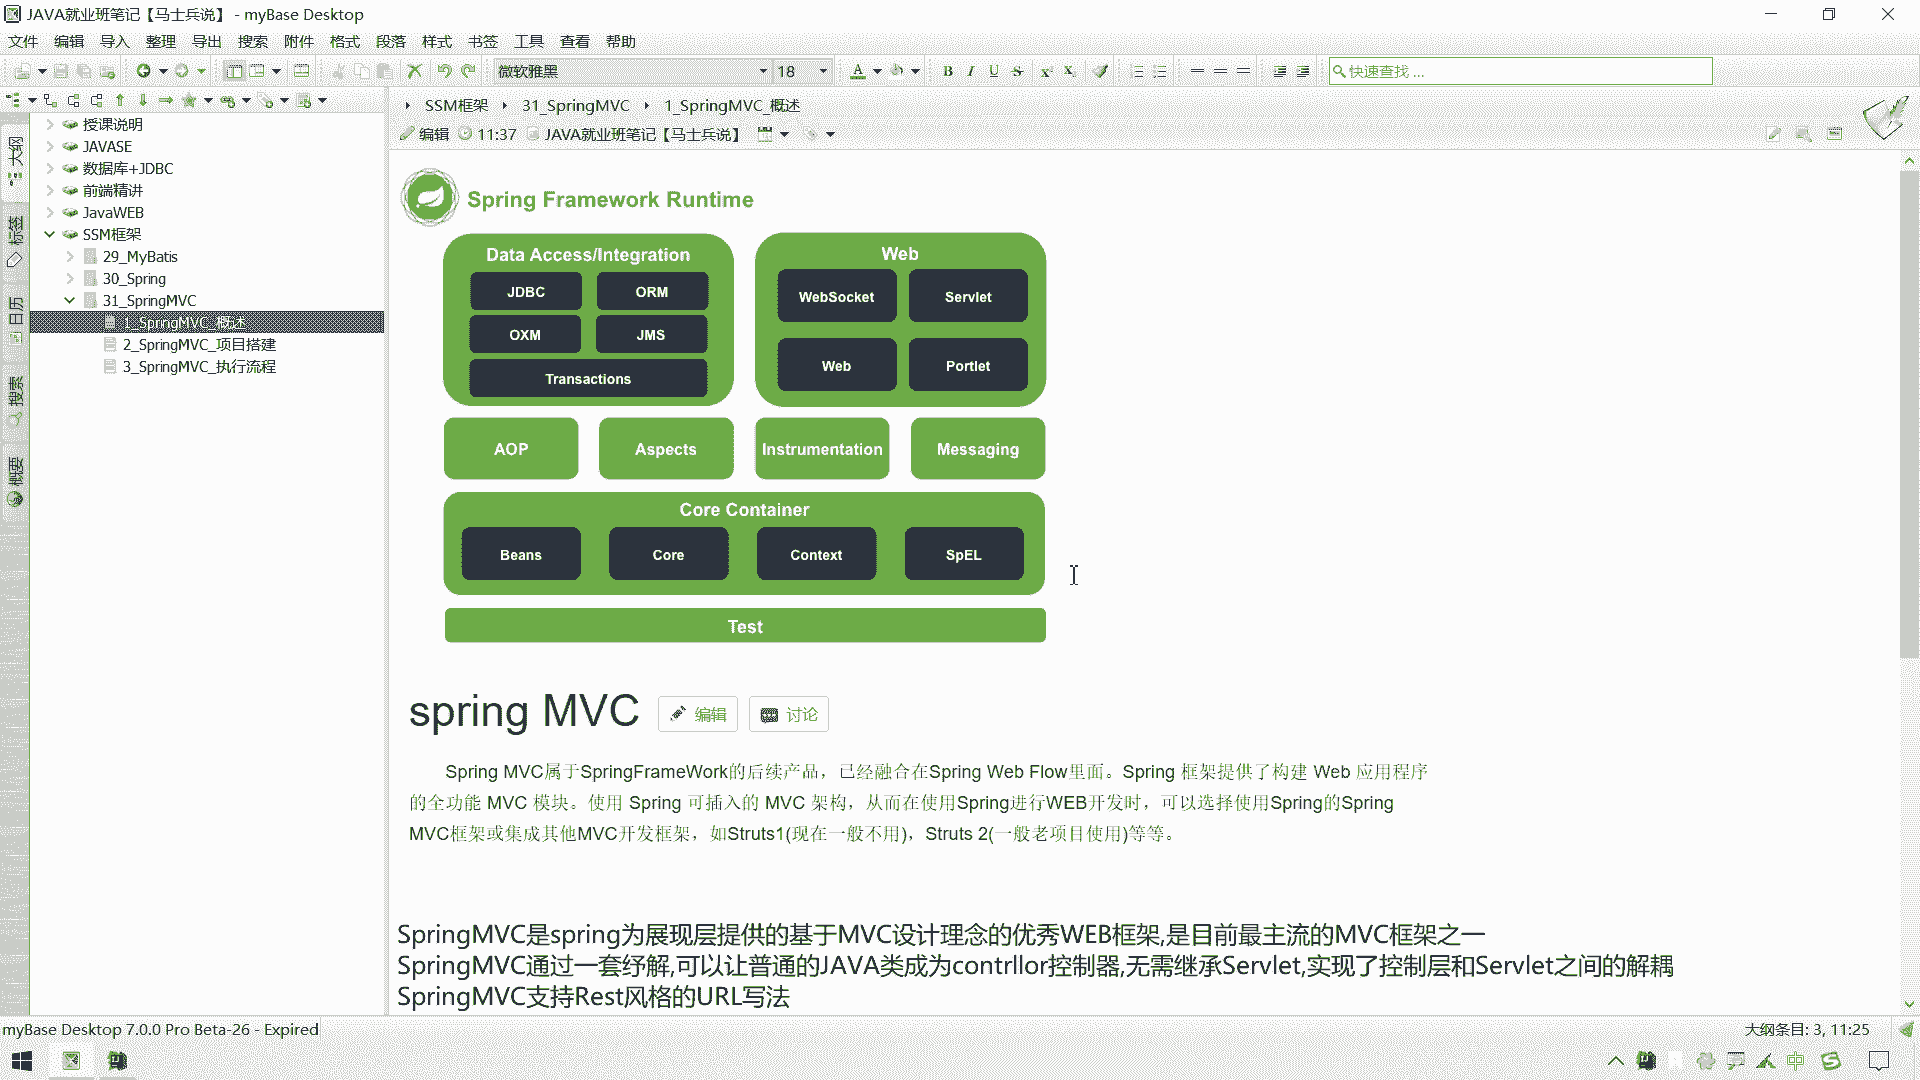 JAVA就业班笔记【马士兵说】 - myBase Desktop
文件 编辑 导入 整理 导出 搜索 附件 格式 段落 样式 书签 工具 查看 帮助
微软雅黑 18 快速查找 ...
SSM框架 31_SpringMVC 1_SpringMVC_概述
编辑 11:37 JAVA就业班笔记【马士兵说】
大纲
标签
日历
搜索
概要
授课说明
JAVASE
数据库+JDBC
前端精讲
JavaWEB
SSM框架
29_MyBatis
30_Spring
31_SpringMVC
1_SpringMVC_概述
2_SpringMVC_项目搭建
3_SpringMVC_执行流程
Spring Framework Runtime
Data Access/Integration
JDBC ORM
OXM JMS
Transactions
Web
WebSocket Servlet
Web Portlet
AOP Aspects Instrumentation Messaging
Core Container
Beans Core Context SpEL
Test
spring MVC 编辑 讨论
Spring MVC属于SpringFrameWork的后续产品，已经融合在Spring Web Flow里面。Spring 框架提供了构建 Web 应用程序
的全功能 MVC 模块。使用 Spring 可插入的 MVC 架构，从而在使用Spring进行WEB开发时，可以选择使用Spring的Spring
MVC框架或集成其他MVC开发框架，如Struts1(现在一般不用)，Struts 2(一般老项目使用)等等。
SpringMVC是spring为展现层提供的基于MVC设计理念的优秀WEB框架,是目前最主流的MVC框架之一
SpringMVC通过一套纾解,可以让普通的JAVA类成为contrllor控制器,无需继承Servlet,实现了控制层和Servlet之间的解耦
SpringMVC支持Rest风格的URL写法
myBase Desktop 7.0.0 Pro Beta-26 - Expired
大纲条目: 3, 11:25
中